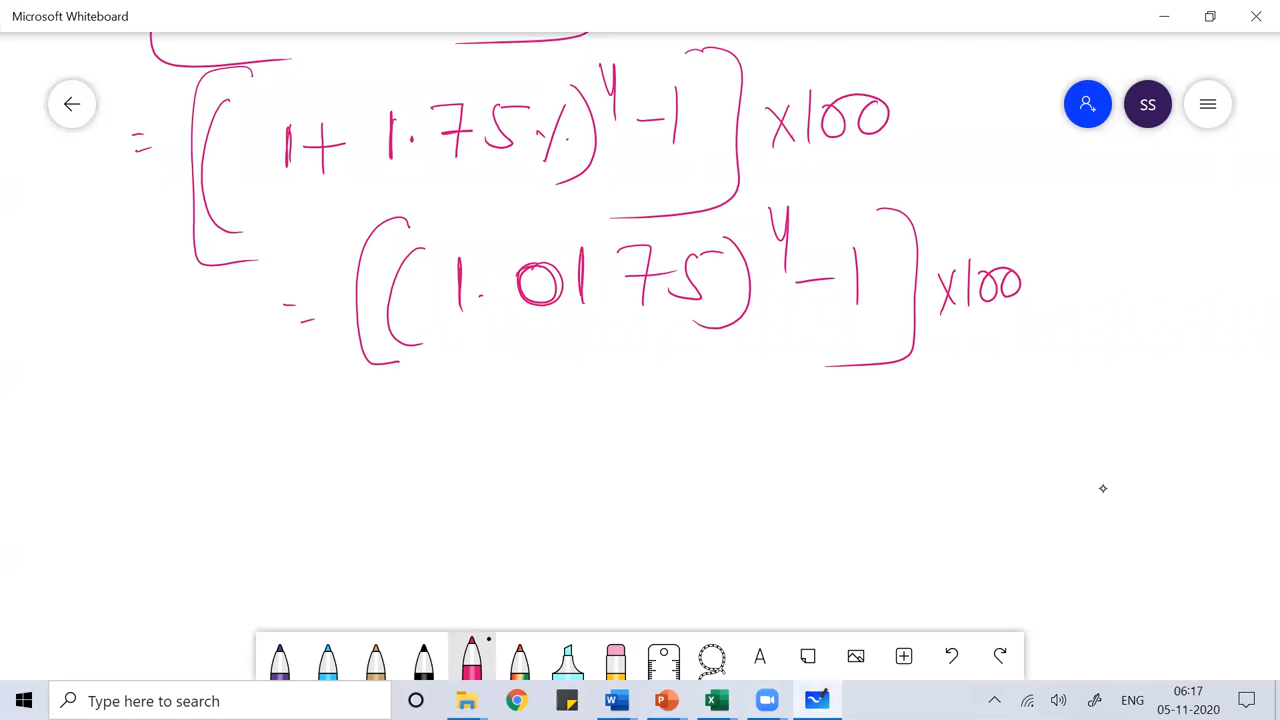 Microsoft Whiteboard
= [(1+ 1.75%)^4 -1] x100
SS
= [(1.0175)^4 -1] x100
A
Type here to search
ENG
06:17
05-11-2020